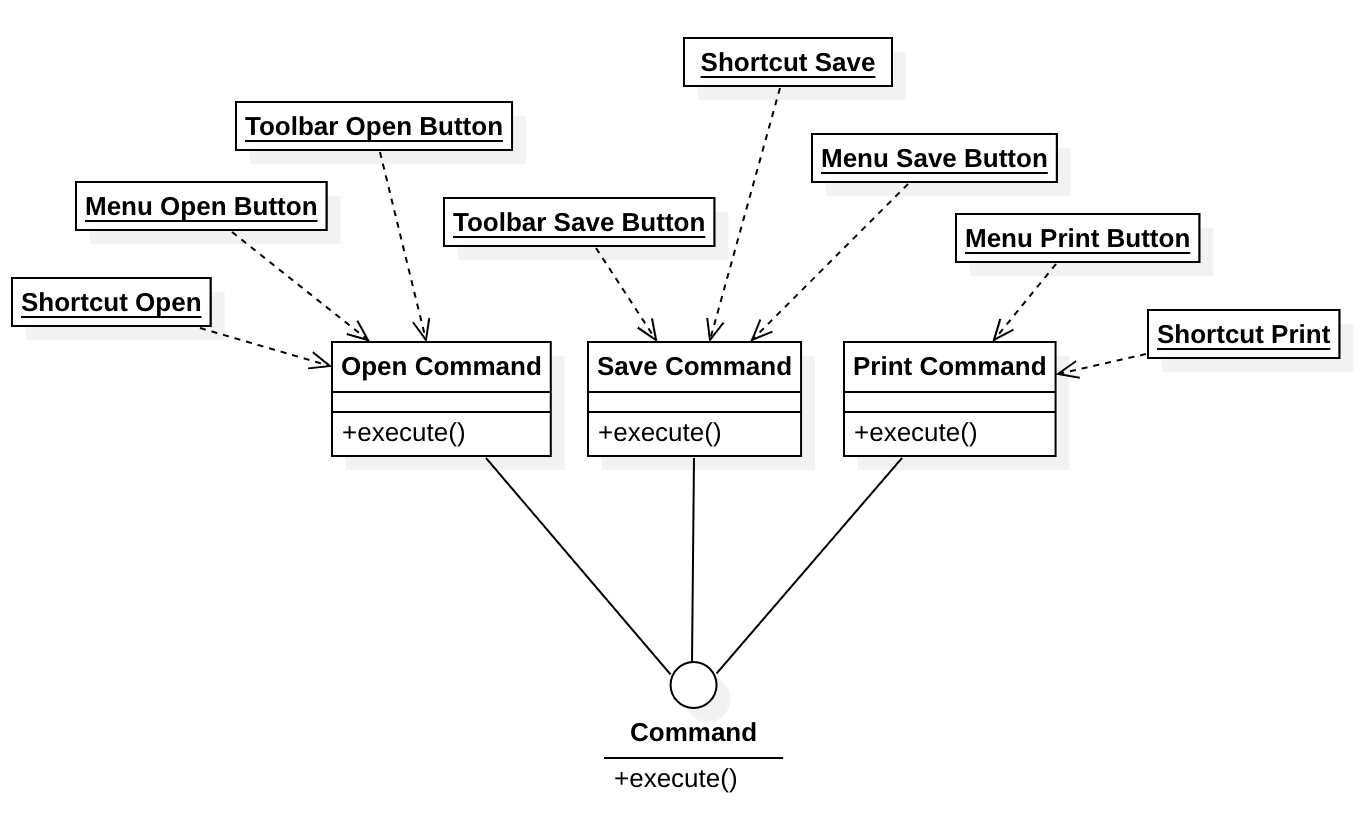 Shortcut Save
Toolbar Open Button
Menu Save Button
Menu Open Button
Toolbar Save Button
Menu Print Button
Shortcut Open
Shortcut Print
Open Command
Save Command
Print Command
+execute()
+execute()
+execute()
Command
+execute()